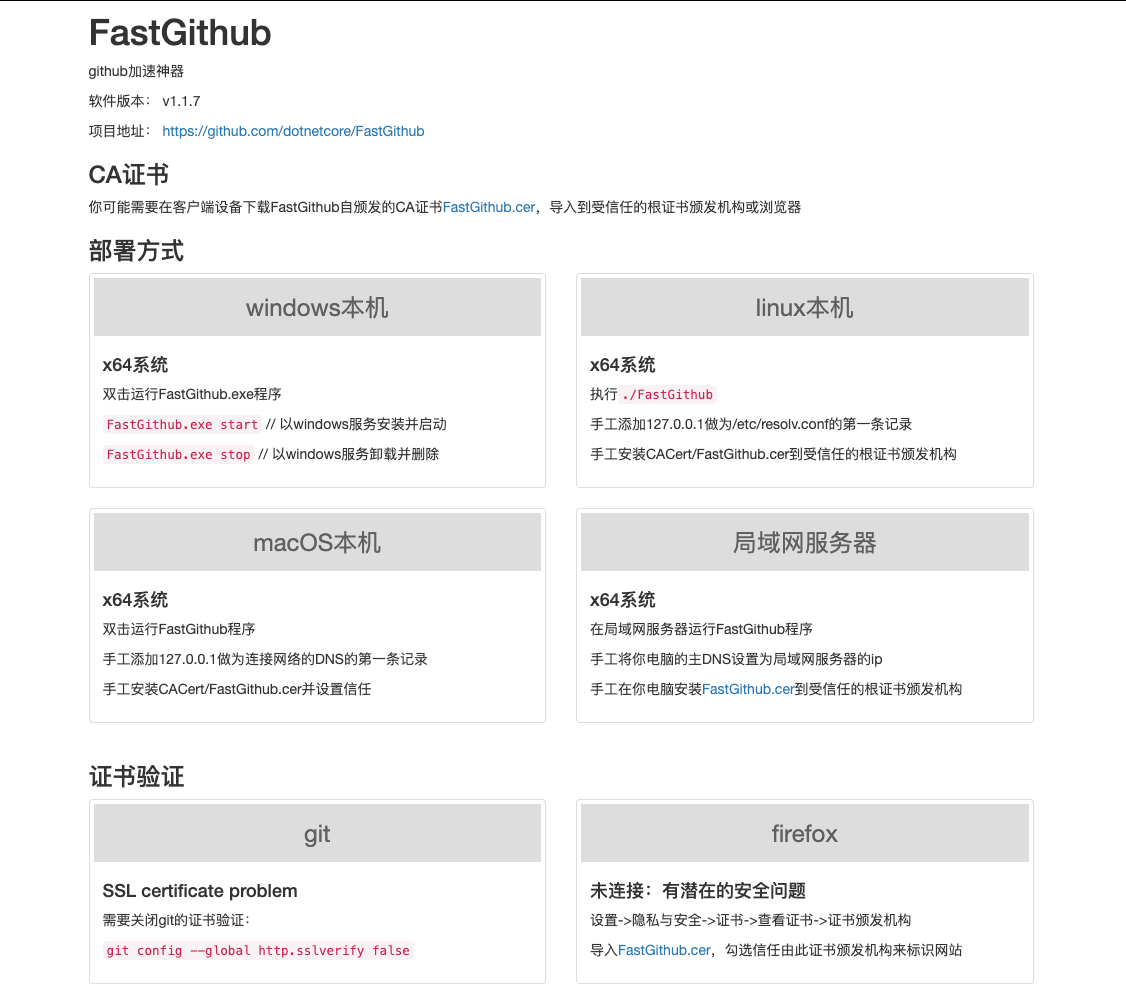 FastGithub
github加速神器
软件版本： v1.1.7
项目地址： https://github.com/dotnetcore/FastGithub
CA证书
你可能需要在客户端设备下载FastGithub自颁发的CA证书FastGithub.cer，导入到受信任的根证书颁发机构或浏览器
部署方式
windows本机
x64系统
双击运行FastGithub.exe程序
FastGithub.exe start // 以windows服务安装并启动
FastGithub.exe stop // 以windows服务卸载并删除
linux本机
x64系统
执行 ./FastGithub
手工添加127.0.0.1做为/etc/resolv.conf的第一条记录
手工安装CACert/FastGithub.cer到受信任的根证书颁发机构
macOS本机
x64系统
双击运行FastGithub程序
手工添加127.0.0.1做为连接网络的DNS的第一条记录
手工安装CACert/FastGithub.cer并设置信任
局域网服务器
x64系统
在局域网服务器运行FastGithub程序
手工将你电脑的主DNS设置为局域网服务器的ip
手工在你电脑安装FastGithub.cer到受信任的根证书颁发机构
证书验证
git
SSL certificate problem
需要关闭git的证书验证：
git config --global http.sslverify false
firefox
未连接：有潜在的安全问题
设置->隐私与安全->证书->查看证书->证书颁发机构
导入FastGithub.cer，勾选信任由此证书颁发机构来标识网站